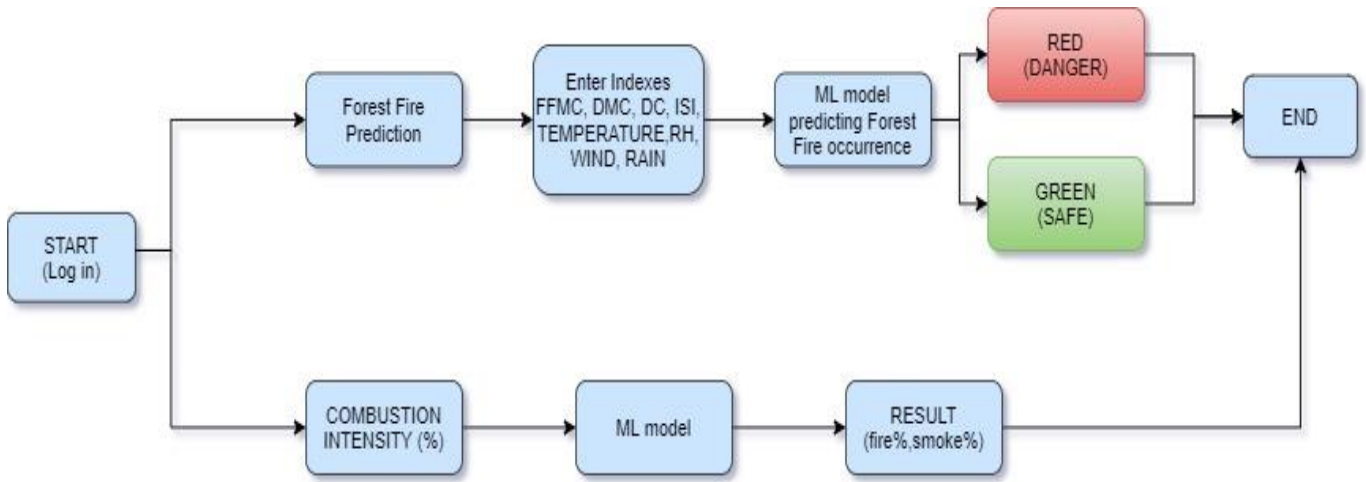 START
(Log in)
Forest Fire
Prediction
Enter Indexes
FFMC, DMC, DC, ISI,
TEMPERATURE,RH,
WIND, RAIN
ML model
predicting Forest
Fire occurrence
RED
(DANGER)
GREEN
(SAFE)
END
COMBUSTION
INTENSITY (%)
ML model
RESULT
(fire%,smoke%)